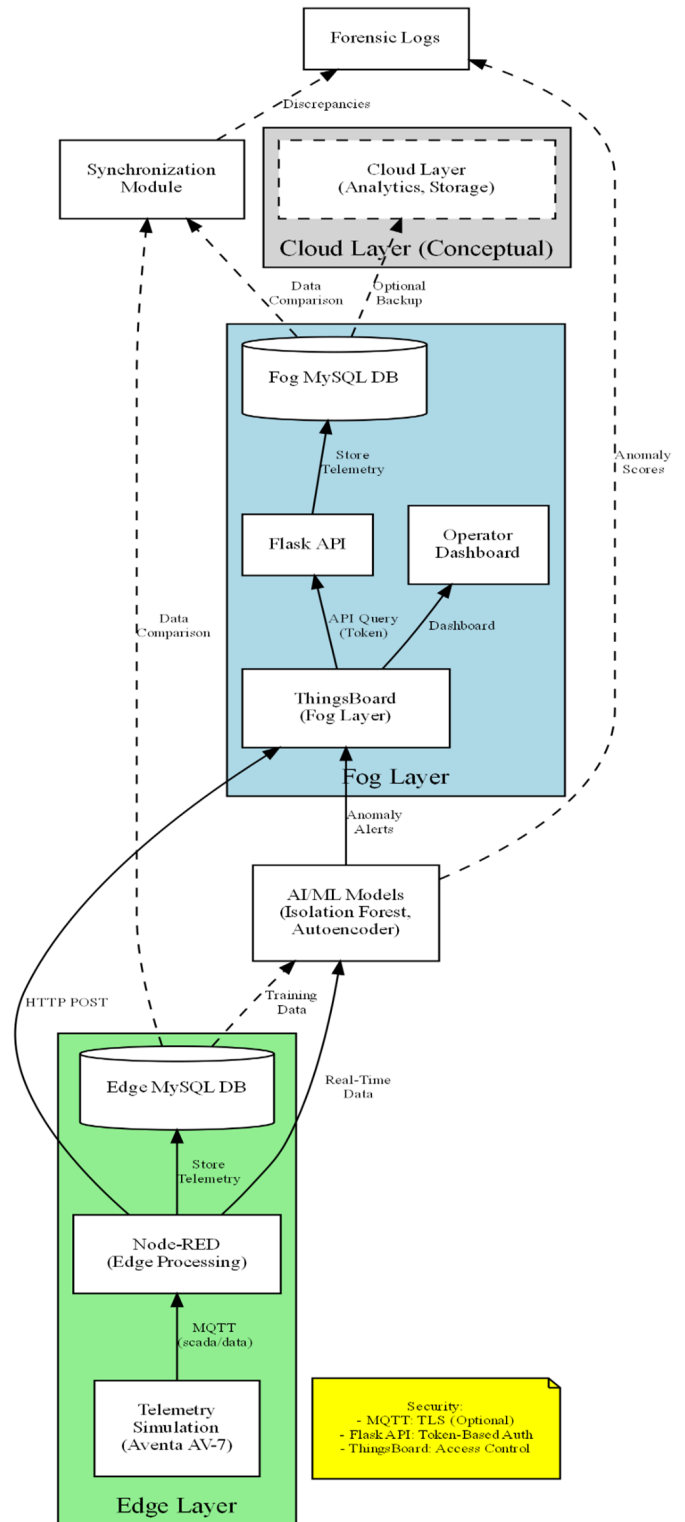 Forensic Logs
Discrepancies
Synchronization
Module
Cloud Layer
(Analytics, Storage)
Cloud Layer (Conceptual)
Data
Comparison
Optional
Backup
Fog MySQL DB
Store
Telemetry
Anomaly
Scores
Flask API
Operator
Dashboard
Data
Comparison
API Query
(Token)
Dashboard
ThingsBoard
(Fog Layer)
Fog Layer
Anomaly
Alerts
AI/ML Models
(Isolation Forest,
Autoencoder)
HTTP POST
Training
Data
Edge MySQL DB
Real-Time
Data
Store
Telemetry
Node-RED
(Edge Processing)
MQTT
(scada/data)
Telemetry
Simulation
(Aventa AV-7)
Edge Layer
Security:
- MQTT: TLS (Optional)
- Flask API: Token-Based Auth
- ThingsBoard: Access Control